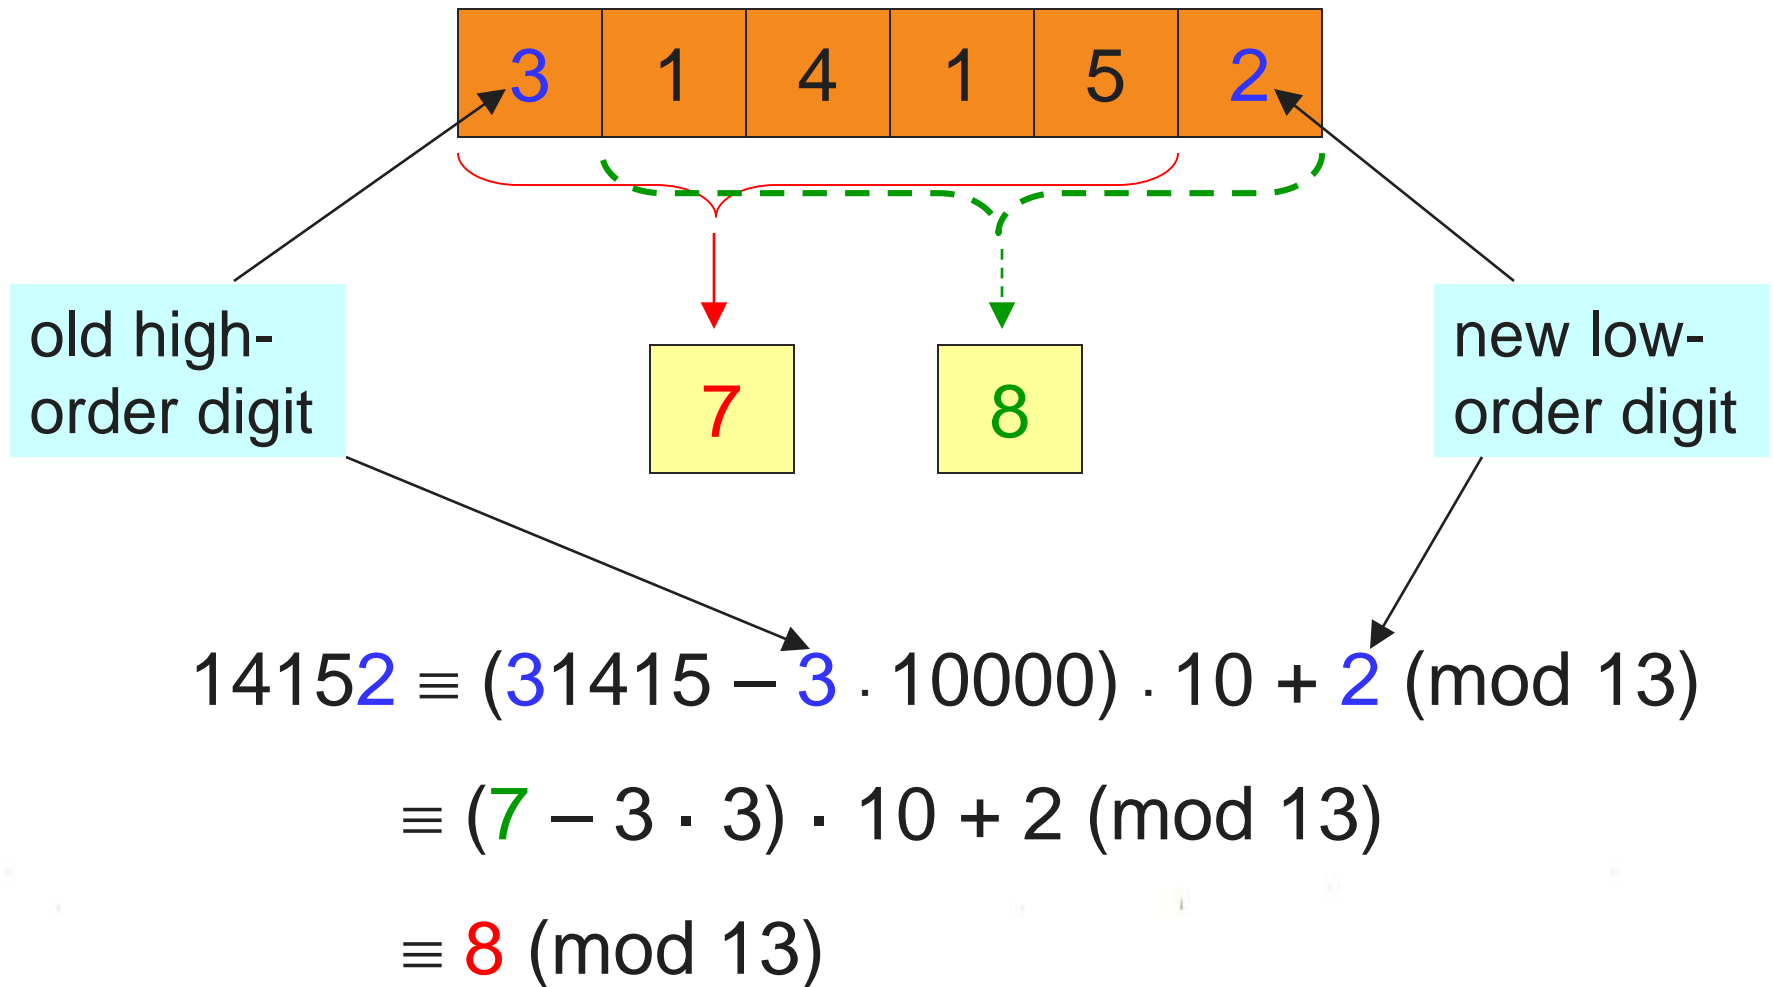 3 1 4 1 5 2
old high-
order digit
7
8
new low-
order digit
14152 ≡ (31415 – 3 · 10000) · 10 + 2 (mod 13)
≡ (7 – 3 · 3) · 10 + 2 (mod 13)
≡ 8 (mod 13)